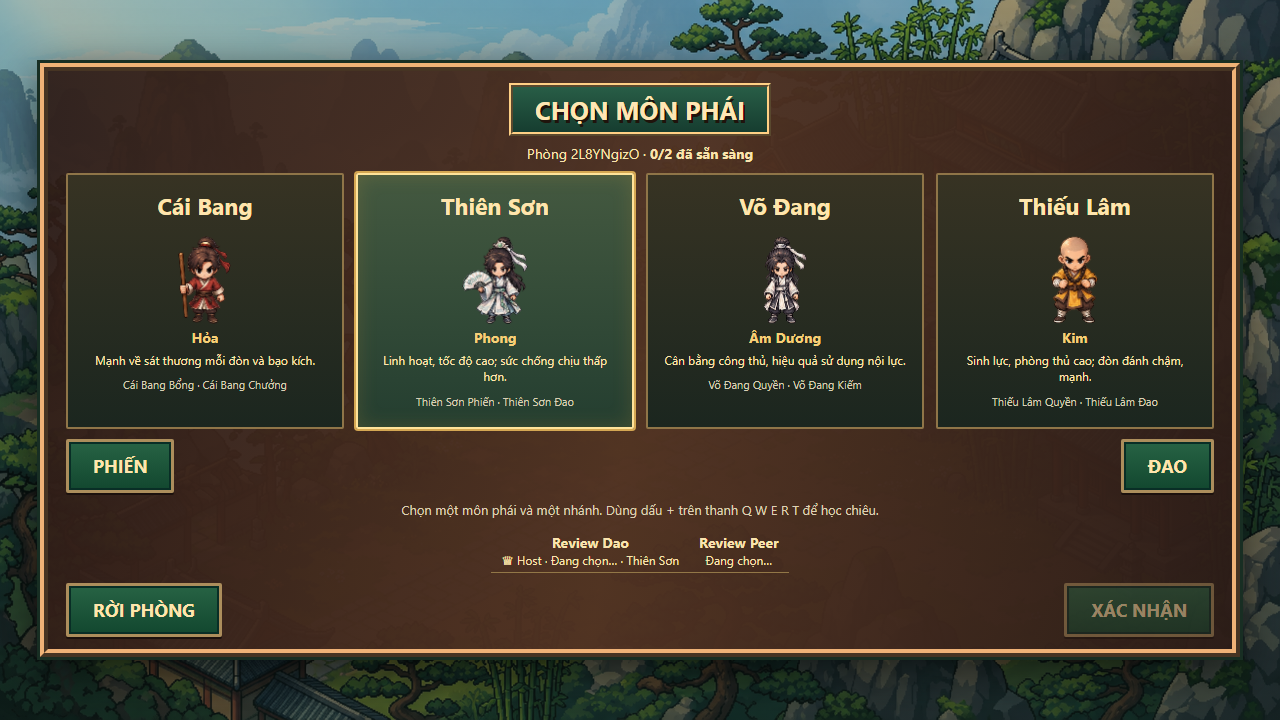 CHỌN MÔN PHÁI
Phòng 2L8YNgizO · 0/2 đã sẵn sàng
Cái Bang
Hỏa
Mạnh về sát thương mỗi đòn và bạo kích.
Cái Bang Bổng · Cái Bang Chưởng
Thiên Sơn
Phong
Linh hoạt, tốc độ cao; sức chống chịu thấp
hơn.
Thiên Sơn Phiến · Thiên Sơn Đao
Võ Đang
Âm Dương
Cân bằng công thủ, hiệu quả sử dụng nội lực.
Võ Đang Quyền · Võ Đang Kiếm
Thiếu Lâm
Kim
Sinh lực, phòng thủ cao; đòn đánh chậm,
mạnh.
Thiếu Lâm Quyền · Thiếu Lâm Đao
PHIẾN
ĐAO
Chọn một môn phái và một nhánh. Dùng dấu + trên thanh Q W E R T để học chiêu.
Review Dao
♛ Host · Đang chọn... · Thiên Sơn
Review Peer
Đang chọn...
RỜI PHÒNG
XÁC NHẬN